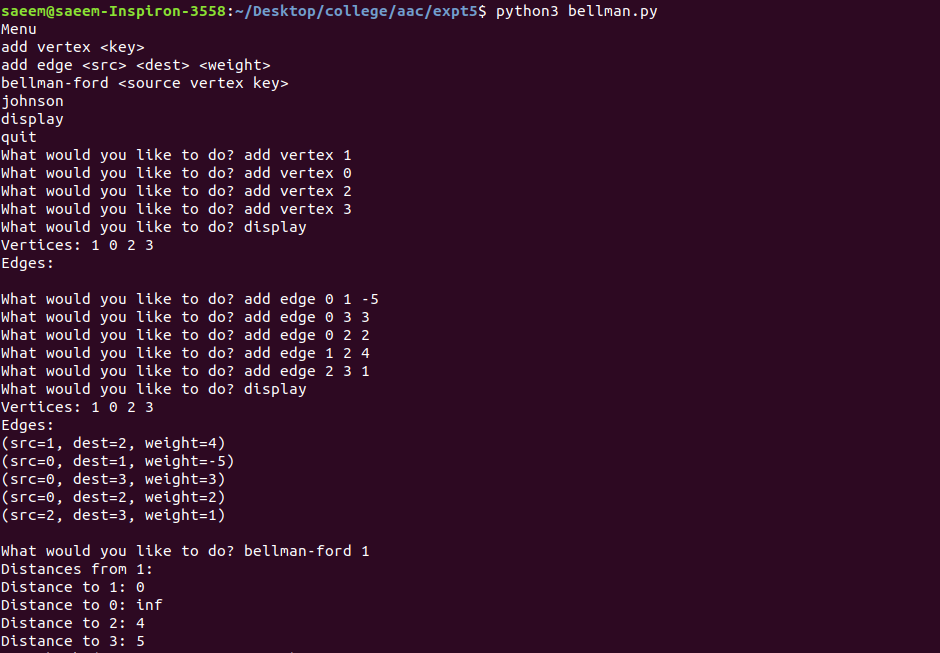 saeem@saeem-Inspiron-3558:~/Desktop/college/aac/expt5$ python3 bellman.py
Menu
add vertex <key>
add edge <src> <dest> <weight>
bellman-ford <source vertex key>
johnson
display
quit
What would you like to do? add vertex 1
What would you like to do? add vertex 0
What would you like to do? add vertex 2
What would you like to do? add vertex 3
What would you like to do? display
Vertices: 1 0 2 3
Edges:

What would you like to do? add edge 0 1 -5
What would you like to do? add edge 0 3 3
What would you like to do? add edge 0 2 2
What would you like to do? add edge 1 2 4
What would you like to do? add edge 2 3 1
What would you like to do? display
Vertices: 1 0 2 3
Edges:
(src=1, dest=2, weight=4)
(src=0, dest=1, weight=-5)
(src=0, dest=3, weight=3)
(src=0, dest=2, weight=2)
(src=2, dest=3, weight=1)

What would you like to do? bellman-ford 1
Distances from 1:
Distance to 1: 0
Distance to 0: inf
Distance to 2: 4
Distance to 3: 5